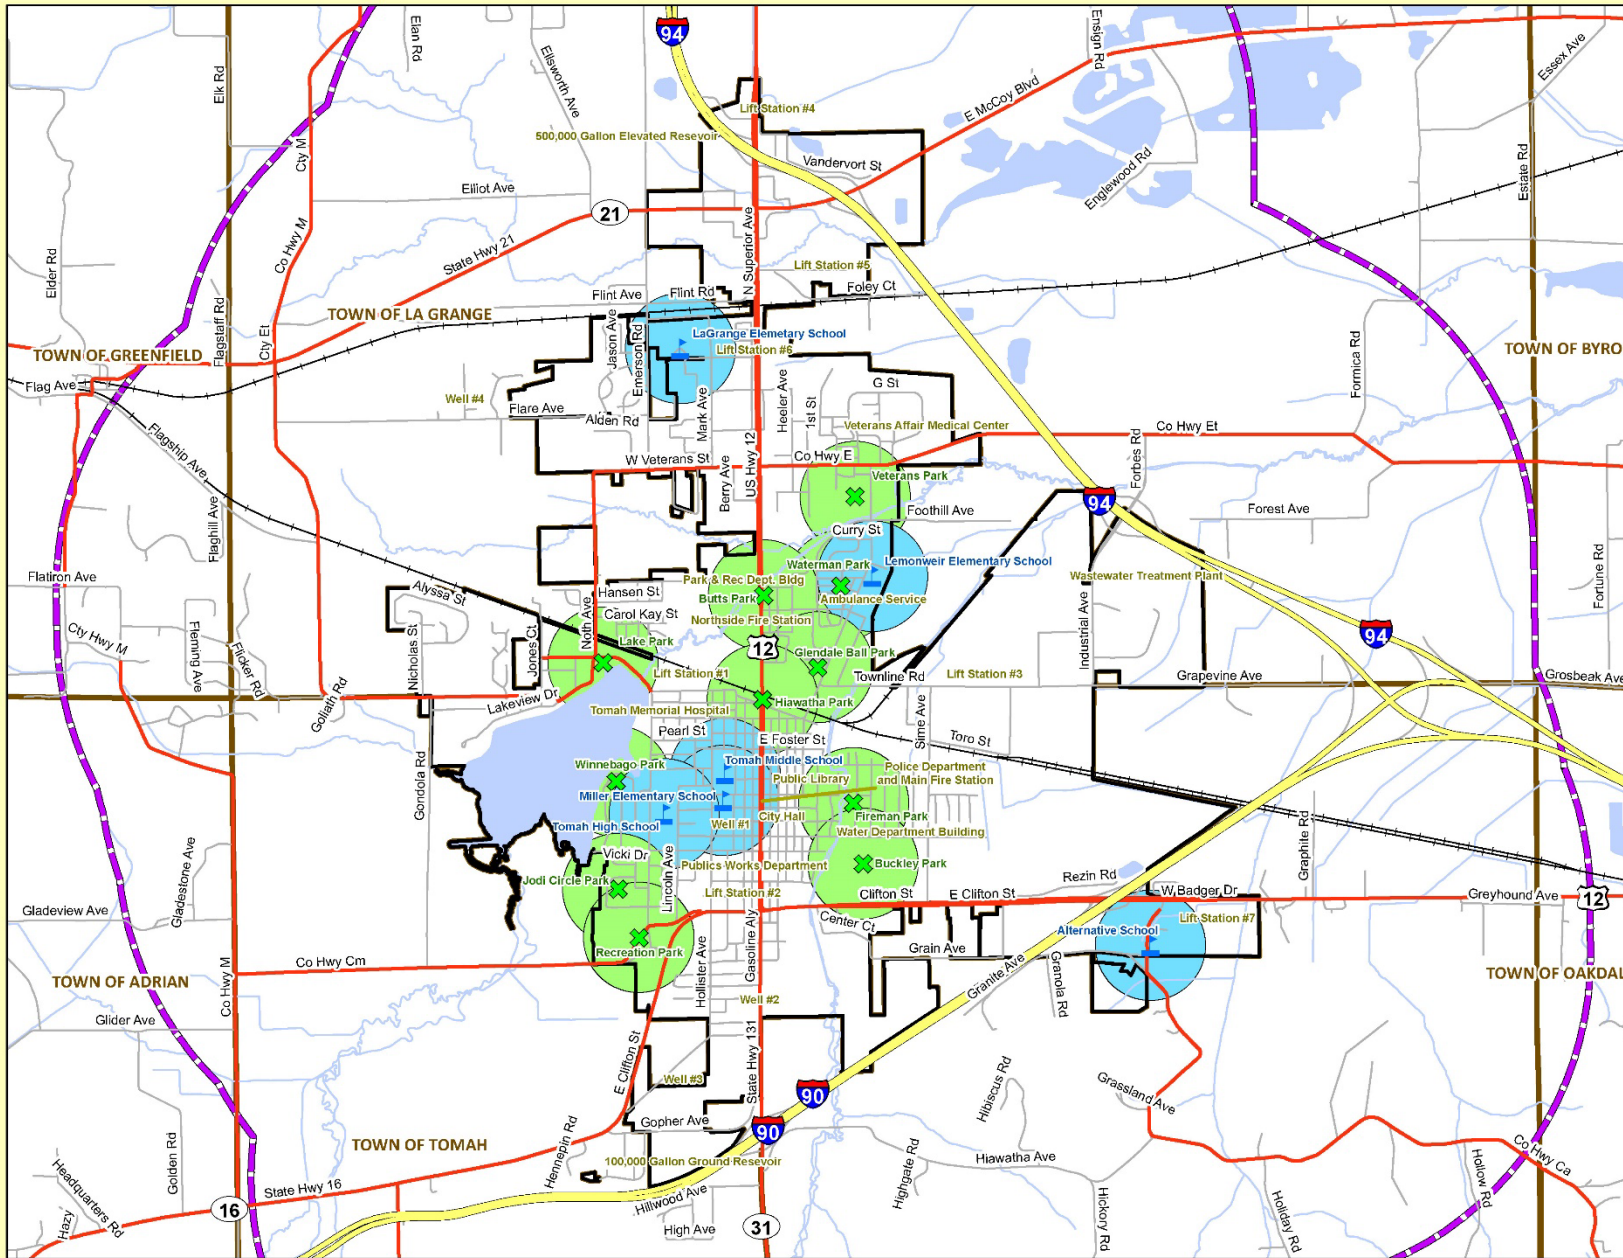 94
Elk Rd
Elan Rd
Ellsworth Ave
Ensign Rd
Essex Ave
Lift Station #4
E McCoy Blvd
500,000 Gallon Elevated Resevoir
Cty M
Vandervort St
Englewood Rd
Estate Rd
Elliot Ave
21
State Hwy 21
Co Hwy M
N Superior Ave
Elder Rd
Lift Station #5
Foley Ct
Flint Ave
Flint Rd
Flagstaff Rd
TOWN OF LA GRANGE
Cty Et
Jason Ave
Emerson Rd
LaGrange Elemetary School
Lift Station #6
TOWN OF GREENFIELD
TOWN OF BYRO
Formica Rd
Flag Ave
Well #4
Flare Ave
Alden Rd
Mark Ave
Heeler Ave
1st St
G St
Veterans Affair Medical Center
Co Hwy Et
Flagship Ave
W Veterans St
Berry Ave
US Hwy 12
Co Hwy E
Veterans Park
Forbes Rd
94
Foothill Ave
Forest Ave
Flaghill Ave
Curry St
Waterman Park
Lemonweir Elementary School
Flatiron Ave
Alyssa St
Hansen St
Park & Rec Dept. Bldg
Butts Park
Ambulance Service
Wastewater Treatment Plant
Fortune Rd
Noth Ave
Carol Kay St
Northside Fire Station
Industrial Ave
94
Cty Hwy M
Fleming Ave
Flicker Rd
Nicholas St
Jones Ct
Lake Park
12
Glendale Ball Park
Lift Station #1
Townline Rd
Lift Station #3
Grapevine Ave
Grosbeak Ave
Goliath Rd
Lakeview Dr
Tomah Memorial Hospital
Hiawatha Park
Sime Ave
Pearl St
E Foster St
Toro St
Gondola Rd
Winnebago Park
Tomah Middle School
Police Department
and Main Fire Station
Public Library
Miller Elementary School
Well #1
City Hall
Fireman Park
Tomah High School
Water Department Building
Graphite Rd
Vicki Dr
Publics Works Department
Buckley Park
Gladestone Ave
Jodi Circle Park
Lincoln Ave
Lift Station #2
Clifton St
E Clifton St
Rezin Rd
W Badger Dr
Greyhound Ave
12
Gladeview Ave
Center Ct
Lift Station #7
Alternative School
Co Hwy Cm
Recreation Park
Hollister Ave
Gasoline Aly
Grain Ave
Granite Ave
Granola Rd
TOWN OF ADRIAN
TOWN OF OAKDAL
Co Hwy M
Well #2
Glider Ave
State Hwy 131
E Clifton St
Well #3
90
Hibiscus Rd
Grassland Ave
Gopher Ave
90
TOWN OF TOMAH
Hennepin Rd
Golden Rd
100,000 Gallon Ground Resevoir
Hiawatha Ave
Co Hwy Ca
Highgate Rd
Hollow Rd
Headquarters Rd
State Hwy 16
16
Hillwood Ave
Hazy
High Ave
31
Hickory Rd
Holiday Rd